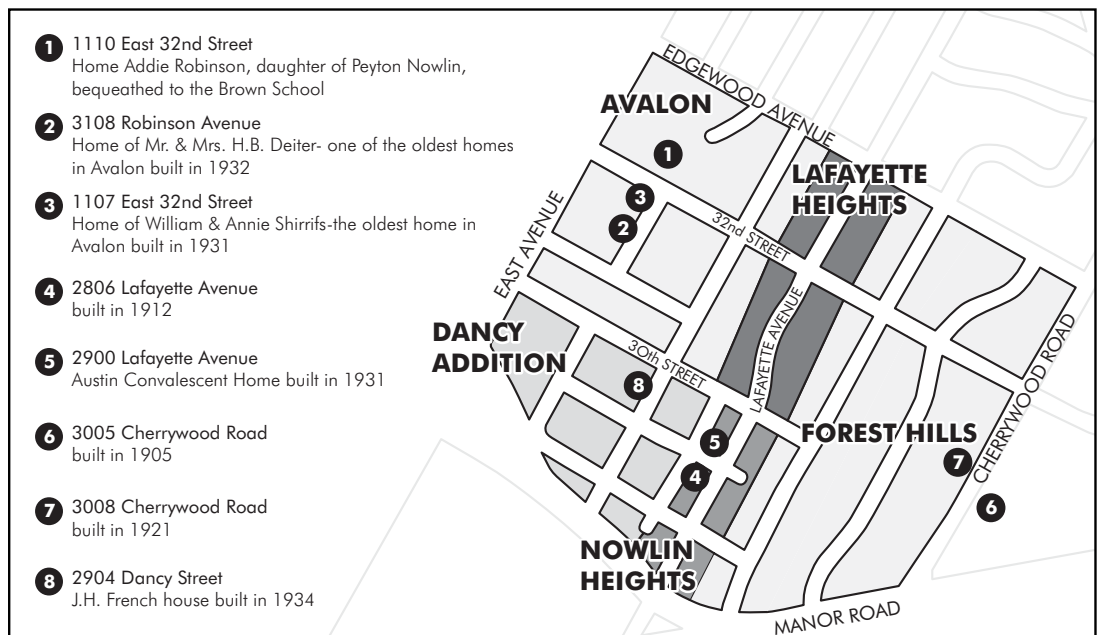 1 1110 East 32nd Street
Home Addie Robinson, daughter of Peyton Nowlin,
bequeathed to the Brown School
2 3108 Robinson Avenue
Home of Mr. & Mrs. H.B. Deiter- one of the oldest homes
in Avalon built in 1932
3 1107 East 32nd Street
Home of William & Annie Shirrifs-the oldest home in
Avalon built in 1931
4 2806 Lafayette Avenue
built in 1912
5 2900 Lafayette Avenue
Austin Convalescent Home built in 1931
6 3005 Cherrywood Road
built in 1905
7 3008 Cherrywood Road
built in 1921
8 2904 Dancy Street
J.H. French house built in 1934
EDGEWOOD AVENUE
AVALON
1
LAFAYETTE
HEIGHTS
3
2
32nd STREET
EAST AVENUE
LAFAYETTE AVENUE
DANCY
ADDITION
30th STREET
8
CHERRYWOOD ROAD
FOREST HILLS
5
7
4
6
NOWLIN
HEIGHTS
MANOR ROAD